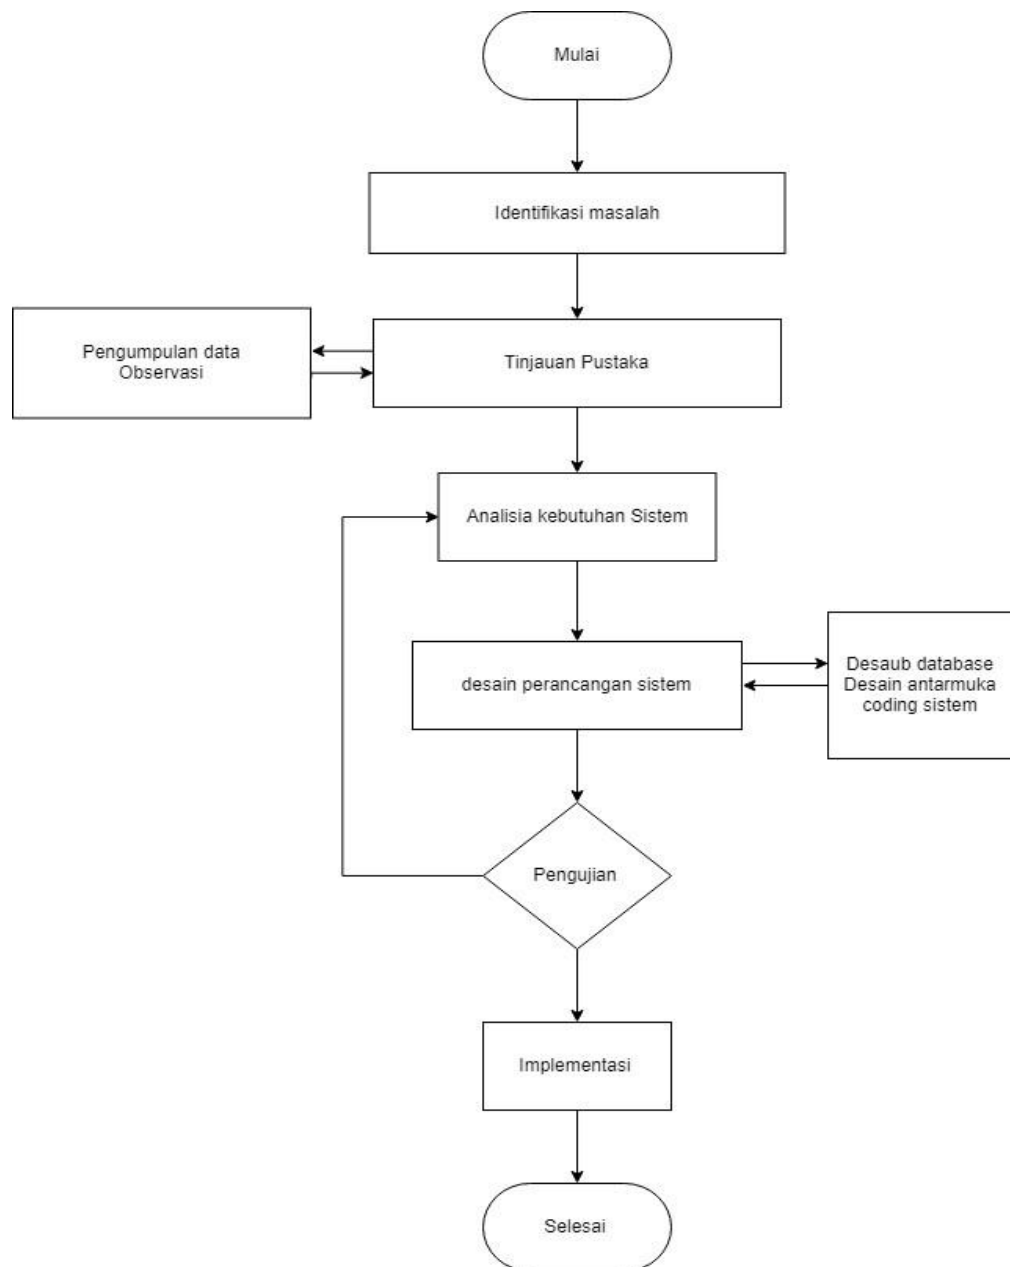 Mulai
Identifikasi masalah
Pengumpulan data
Observasi
Tinjauan Pustaka
Analisia kebutuhan Sistem
desain perancangan sistem
Desaub database
Desain antarmuka
coding sistem
Pengujian
Implementasi
Selesai